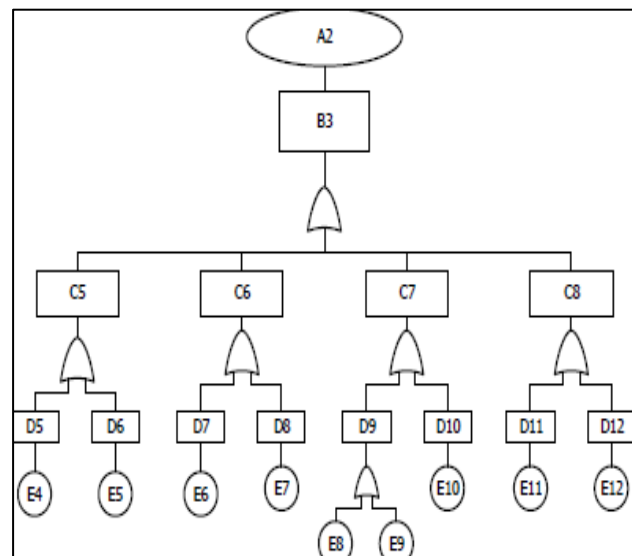 A2
B3
C5 C6 C7 C8
D5 D6 D7 D8 D9 D10 D11 D12
E4 E5 E6 E7 E10 E11 E12
E8 E9